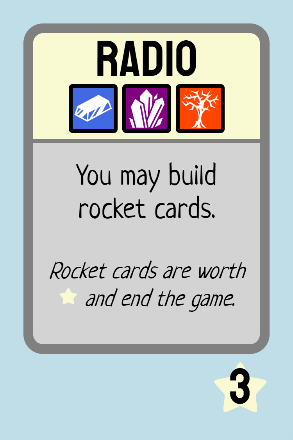 RADIO
You may build
rocket cards.
Rocket cards are worth
and end the game.
3